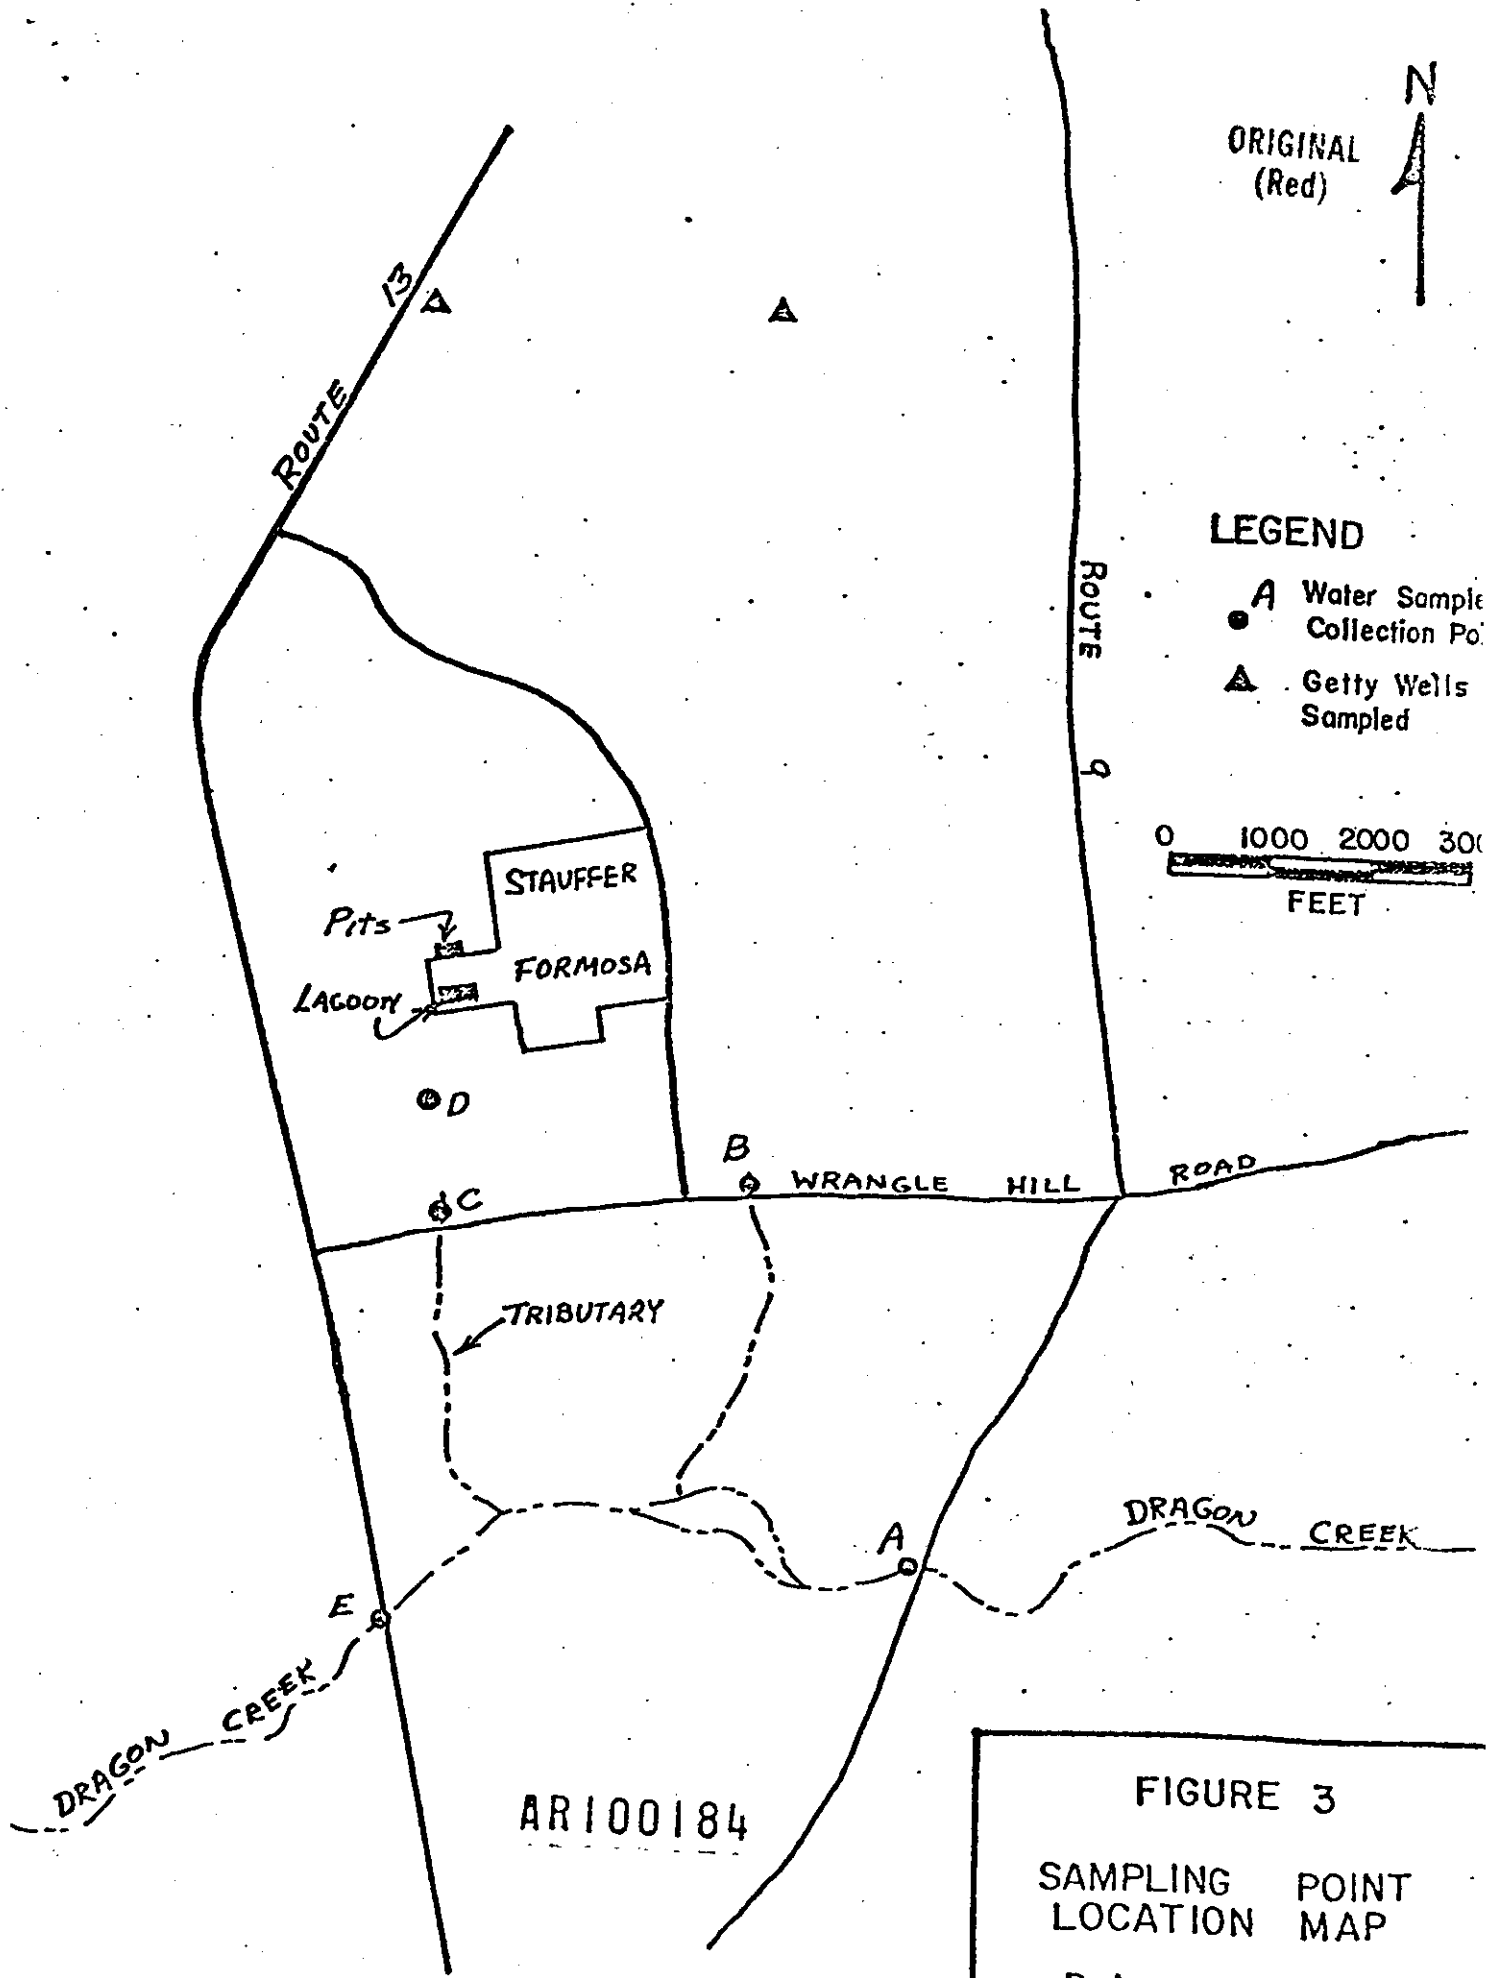 N
ORIGINAL
(Red)
13
ROUTE
LEGEND
A Water Sample
Collection Po
Getty Wells
Sampled
ROUTE
9
0 1000 2000 300
FEET
STAUFFER
Pits
FORMOSA
LAGOON
D
B
WRANGLE HILL ROAD
C
TRIBUTARY
DRAGON CREEK
A
E
DRAGON CREEK
AR100184
FIGURE 3
SAMPLING POINT
LOCATION MAP